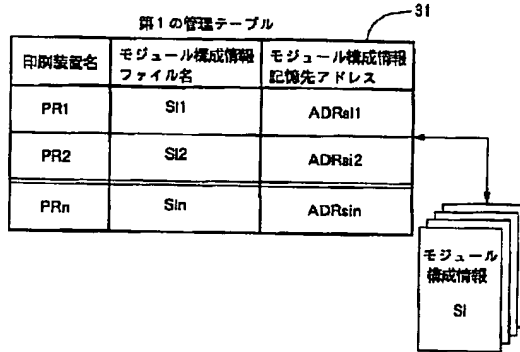 第1の管理テーブル
31
印刷装置名
モジュール構成情報
ファイル名
モジュール構成情報
記憶先アドレス
PR1
SI1
ADRsi1
PR2
SI2
ADRsi2
PRn
SIn
ADRsin
モジュール
構成情報
SI